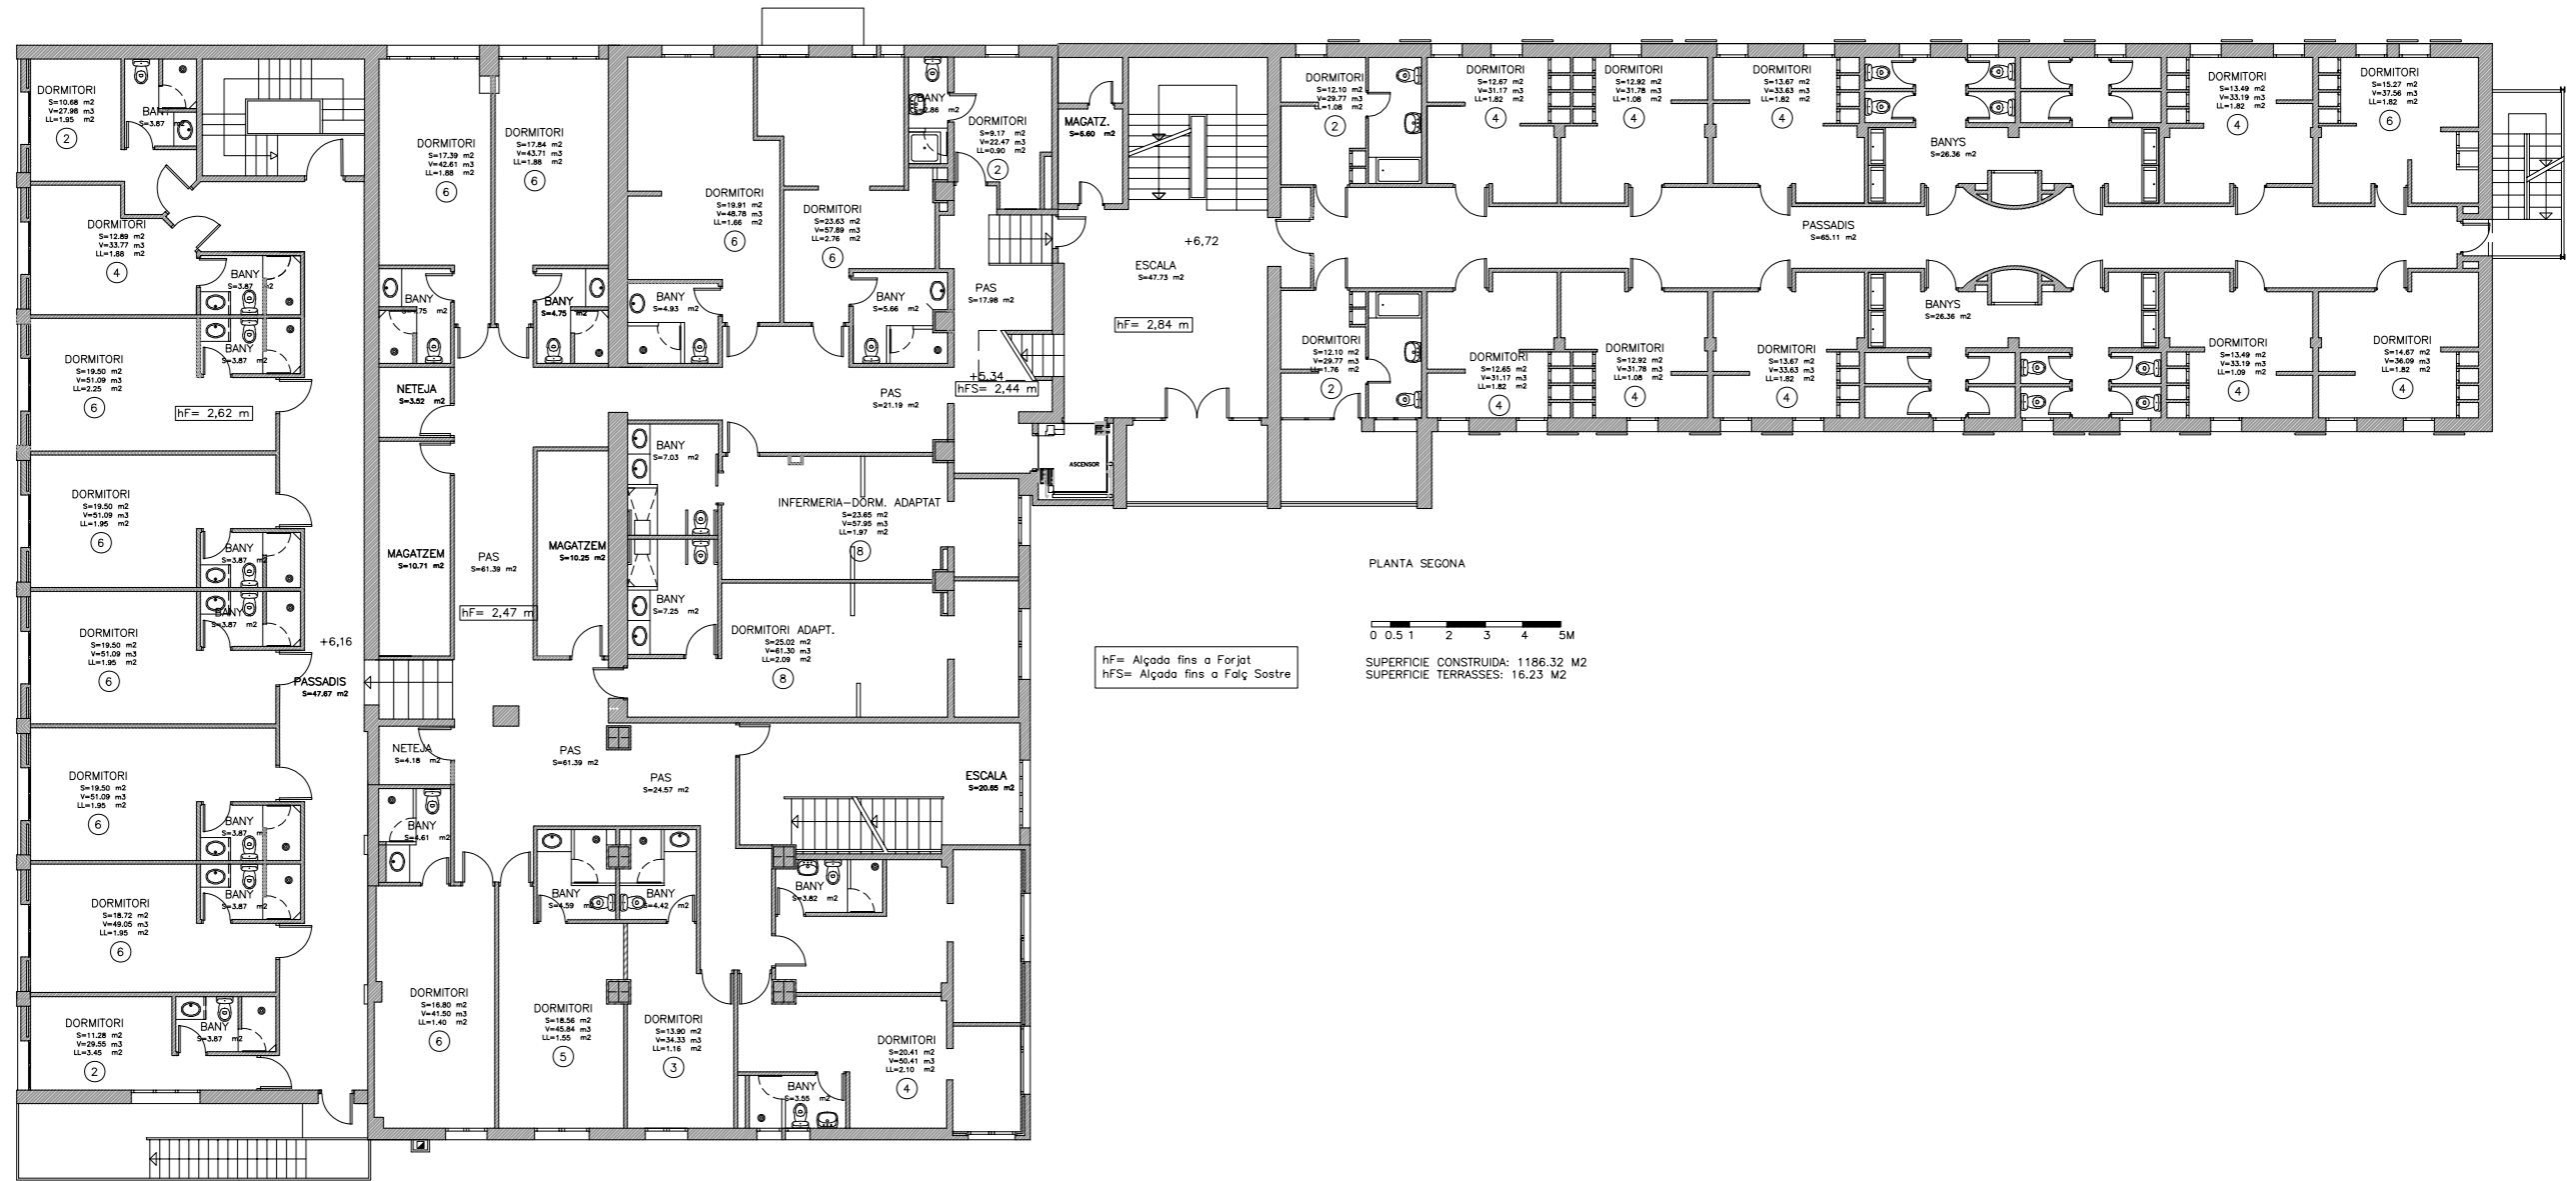 DORMITORI
S=10.68 m2
V=27.98 m3
LL=1.95 m2
2
BANY
S=3.87 m2
DORMITORI
S=12.89 m2
V=33.77 m3
LL=1.88 m2
4
BANY
S=3.87 m2
BANY
S=3.87 m2
DORMITORI
S=19.50 m2
V=51.09 m3
LL=2.25 m2
6
hF= 2,62 m
DORMITORI
S=19.50 m2
V=51.09 m3
LL=1.95 m2
6
BANY
S=3.87 m2
BANY
S=3.87 m2
DORMITORI
S=19.50 m2
V=51.09 m3
LL=1.95 m2
6
+6,16
PASSADIS
S=47.67 m2
DORMITORI
S=19.50 m2
V=51.09 m3
LL=1.95 m2
6
BANY
S=3.87 m
BANY
S=3.87 m2
DORMITORI
S=18.72 m2
V=49.05 m3
LL=1.95 m2
6
DORMITORI
S=11.28 m2
V=29.55 m3
LL=3.45 m2
2
BANY
S=3.87 m2
DORMITORI
S=17.39 m2
V=42.61 m3
LL=1.88 m2
6
DORMITORI
S=17.84 m2
V=43.71 m3
LL=1.88 m2
6
BANY
m2
BANY
S=4.75 m2
NETEJA
S=3.52 m2
MAGATZEM
S=10.71 m2
PAS
S=61.39 m2
MAGATZEM
S=10.25 m2
hF= 2,47 m
NETEJA
S=4.18 m2
PAS
S=61.39 m2
PAS
S=24.57 m2
BANY
S=4.61 m2
BANY
S=4.59 m2
BANY
S=4.42 m2
DORMITORI
S=16.80 m2
V=41.50 m3
LL=1.40 m2
6
DORMITORI
S=18.56 m2
V=45.84 m3
LL=1.55 m2
5
DORMITORI
S=13.90 m2
V=34.33 m3
LL=1.16 m2
3
DORMITORI
S=19.91 m2
V=48.78 m3
LL=1.66 m2
6
DORMITORI
S=23.63 m2
V=57.89 m3
LL=2.76 m2
6
BANY
m2
DORMITORI
S=9.17 m2
V=22.47 m3
LL=0.90 m2
2
BANY
S=4.93 m2
BANY
S=5.66 m2
PAS
S=17.98 m2
PAS
S=21.19 m2
+5,34
hFS= 2,44 m
BANY
S=7.03 m2
INFERMERIA-DORM. ADAPTAT
S=23.65 m2
V=57.95 m3
LL=1.97 m2
8
BANY
S=7.25 m2
DORMITORI ADAPT.
S=25.02 m2
V=61.30 m3
LL=2.09 m2
8
ESCALA
S=20.65 m2
BANY
S=3.82 m2
DORMITORI
S=20.41 m2
V=50.41 m3
LL=2.10 m2
4
BANY
S=3.55 m2
MAGATZ.
S=6.60 m2
+6,72
ESCALA
S=47.73 m2
hF= 2,84 m
ASCENSOR
DORMITORI
S=12.10 m2
V=29.77 m3
LL=1.08 m2
2
DORMITORI
S=12.67 m2
V=31.17 m3
LL=1.82 m2
4
DORMITORI
S=12.92 m2
V=31.78 m3
LL=1.08 m2
4
DORMITORI
S=13.67 m2
V=33.63 m3
LL=1.82 m2
4
BANYS
S=26.36 m2
DORMITORI
S=13.49 m2
V=33.19 m3
LL=1.82 m2
4
DORMITORI
S=15.27 m2
V=37.56 m3
LL=1.82 m2
6
PASSADIS
S=65.11 m2
DORMITORI
S=12.10 m2
V=29.77 m3
LL=1.76 m2
2
DORMITORI
S=12.65 m2
V=31.17 m3
LL=1.82 m2
4
DORMITORI
S=12.92 m2
V=31.78 m3
LL=1.08 m2
4
DORMITORI
S=13.67 m2
V=33.63 m3
LL=1.82 m2
4
BANYS
S=26.36 m2
DORMITORI
S=13.49 m2
V=33.19 m3
LL=1.09 m2
4
DORMITORI
S=14.67 m2
V=36.09 m3
LL=1.82 m2
4
PLANTA SEGONA
0 0.5 1 2 3 4 5M
hF= Alçada fins a Forjat
hFS= Alçada fins a Falç Sostre
SUPERFICIE CONSTRUIDA: 1186.32 M2
SUPERFICIE TERRASSES: 16.23 M2